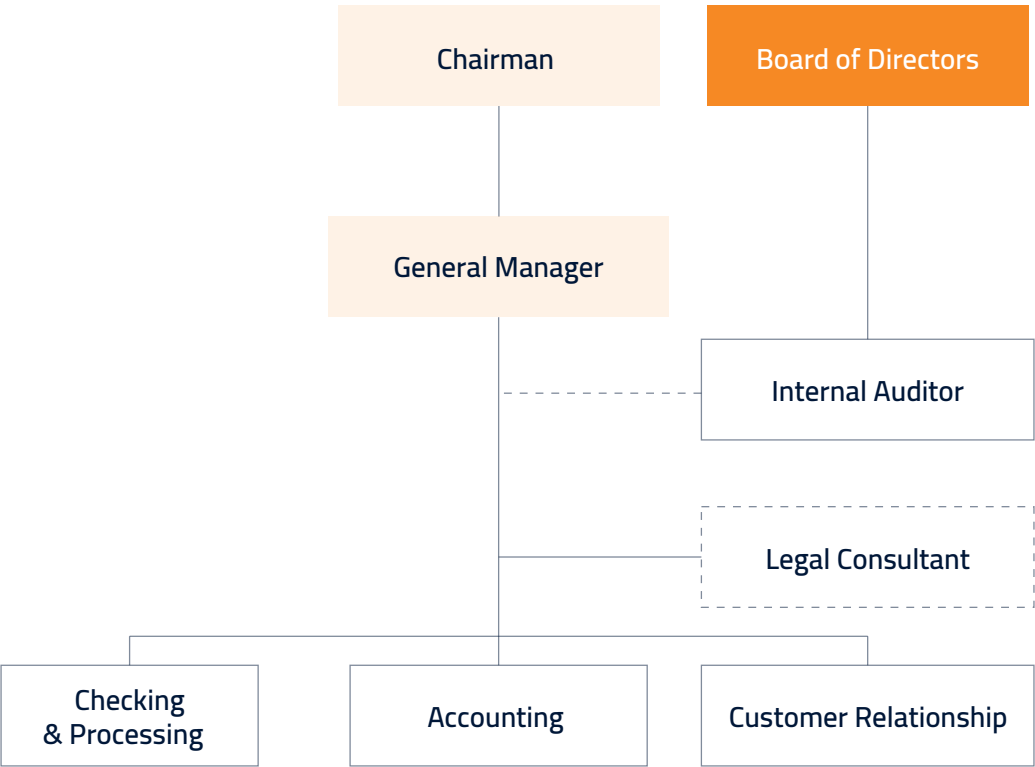 Chairman
Board of Directors
General Manager
Internal Auditor
Legal Consultant
Checking
& Processing
Accounting
Customer Relationship